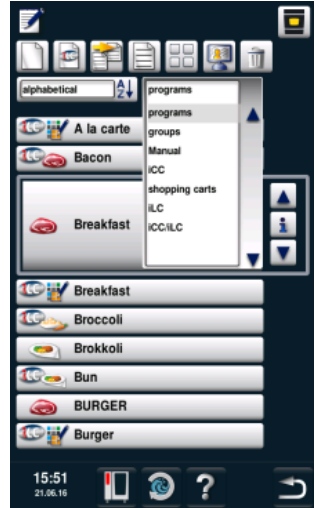 alphabetical
A
Z
programs
programs
groups
Manual
iCC
shopping carts
iLC
iCC/iLC
A la carte
Bacon
Breakfast
i
Breakfast
Broccoli
Brokkoli
Bun
BURGER
Burger
15:51
21.06.16
?